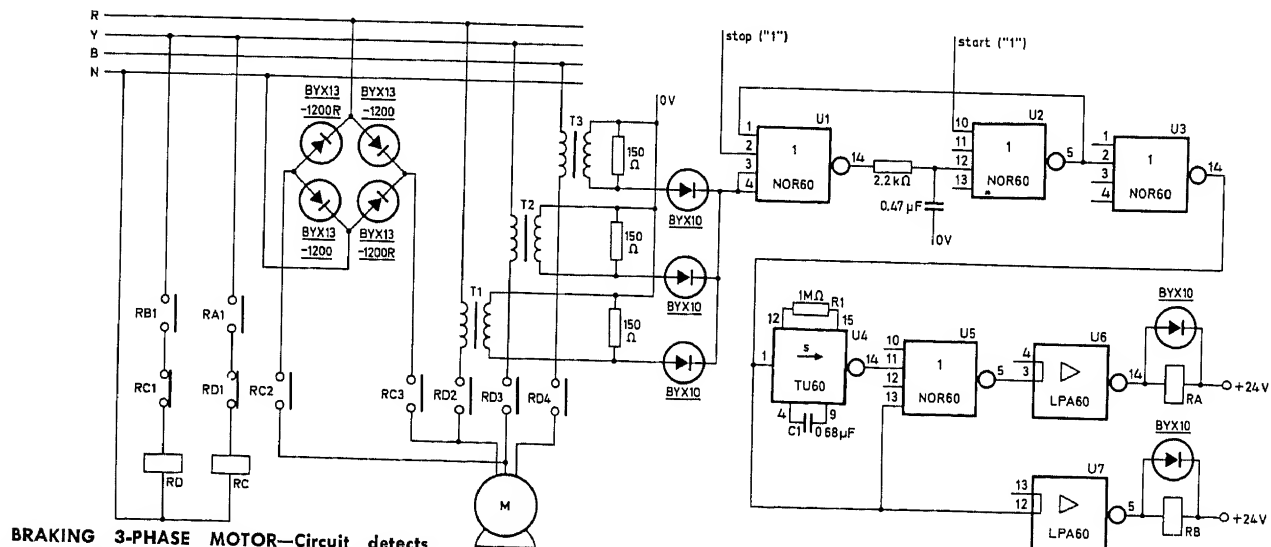 R
Y
B
N
BYX13
-1200R
BYX13
-1200
BYX13
-1200
BYX13
-1200R
RB1
RA1
RC1
RD1
RC2
RC3
RD2
RD3
RD4
RD
RC
M
T3
T2
T1
150
Ω
150
Ω
150
Ω
0V
BYX10
BYX10
BYX10
stop ("1")
start ("1")
1
2
3
4
U1
1
NOR60
14
2.2kΩ
0.47µF
0V
10
11
12
13
U2
1
NOR60
5
1
2
3
4
U3
1
NOR60
14
1MΩ
R1
12
15
U4
1
s
TU60
14
4
9
C1
0.68µF
10
11
12
13
U5
1
NOR60
5
4
3
U6
LPA60
14
BYX10
RA
+24V
13
12
U7
LPA60
5
BYX10
RB
+24V
BRAKING 3-PHASE MOTOR—Circuit detects